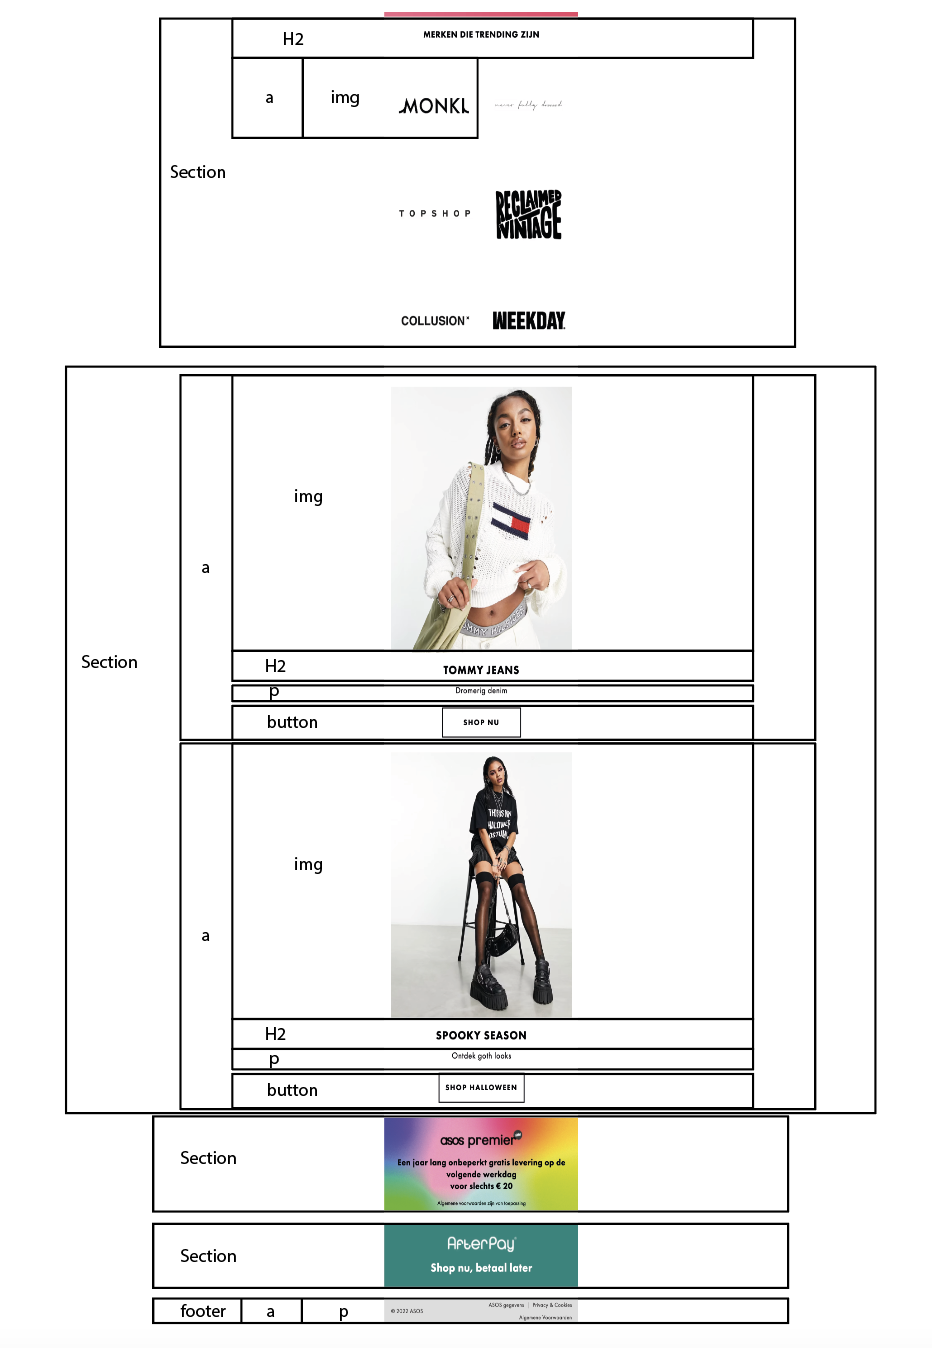 H2
MERKEN DIE TRENDING ZIJN
a
img
MONKI
never fully dressed
Section
TOPSHOP
RECLAIMED
VINTAGE
COLLUSION*
WEEKDAY.
img
a
Section
H2
TOMMY JEANS
p
Dromerig denim
button
SHOP NU
img
a
H2
SPOOKY SEASON
p
Ontdek goth looks
button
SHOP HALLOWEEN
Section
asos premier
Een jaar lang onbeperkt gratis levering op de
volgende werkdag
voor slechts € 20
Algemene voorwaarden zijn van toepassing
Section
AfterPay
Shop nu, betaal later
footer
a
p
© 2022 ASOS
ASOS gegevens | Privacy & Cookies
Algemene Voorwaarden